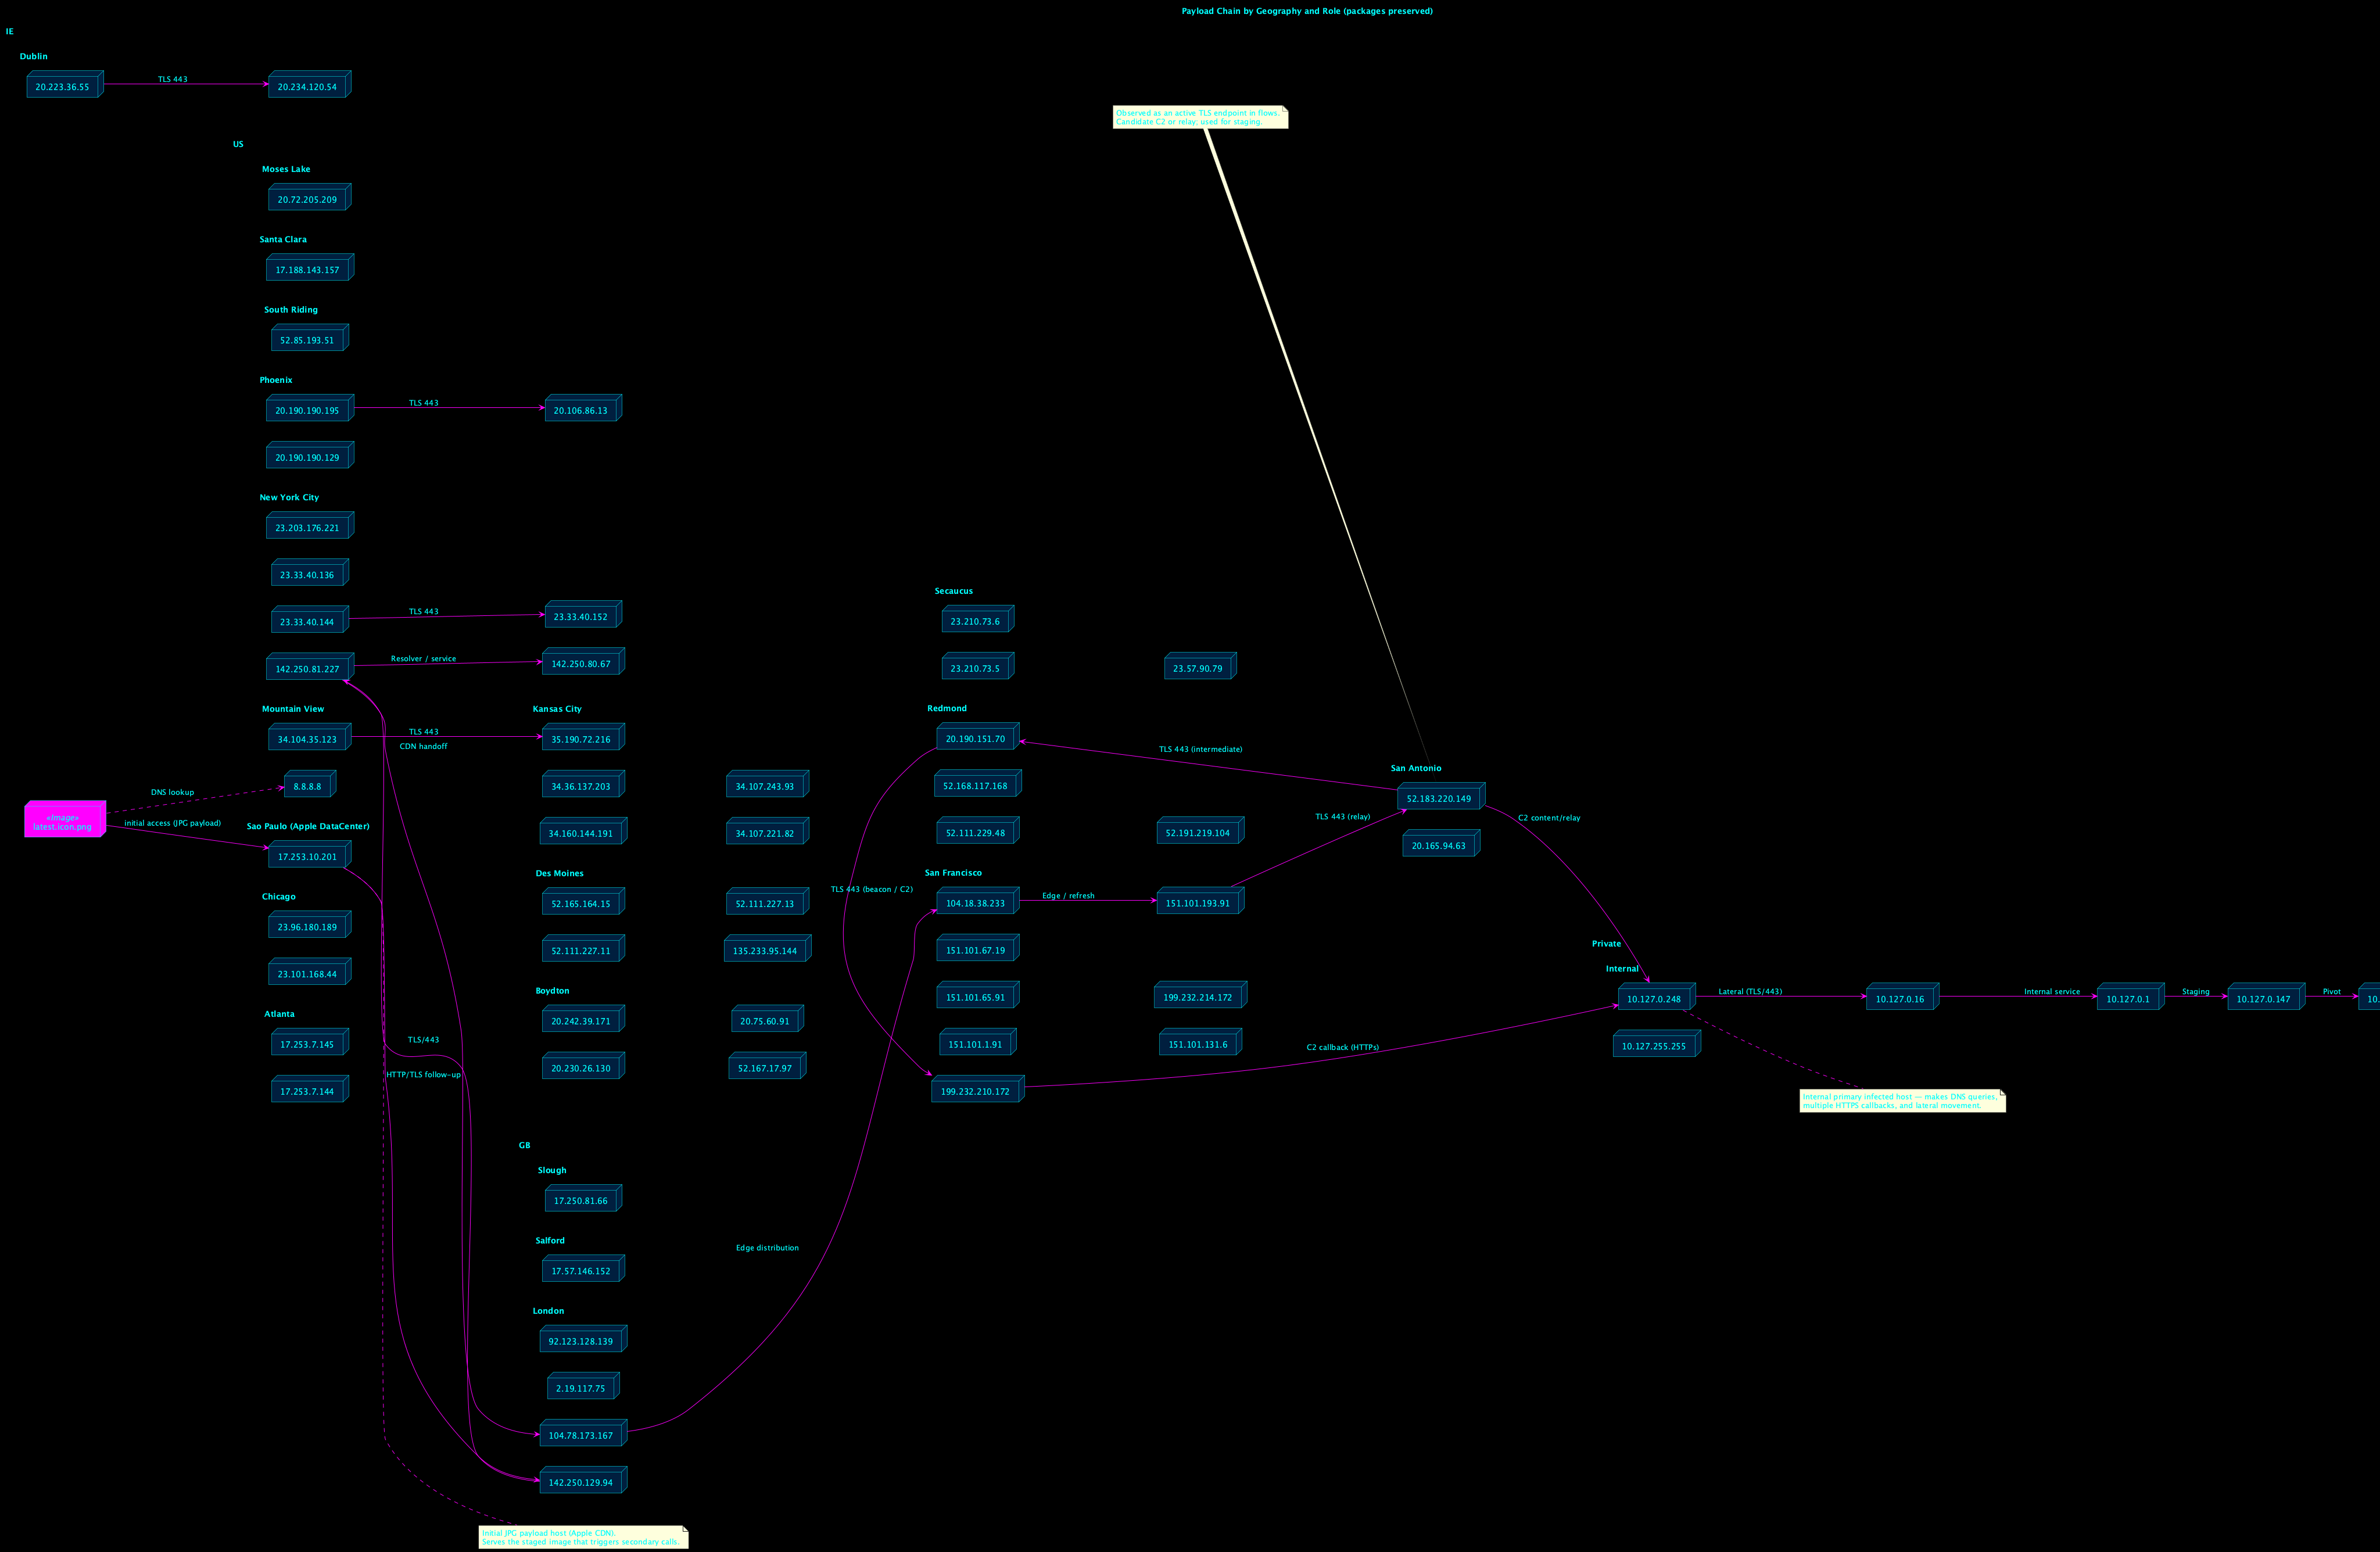 Payload Chain by Geography and Role (packages preserved)
IE
Dublin
20.223.36.55
TLS 443
20.234.120.54
Observed as an active TLS endpoint in flows.
Candidate C2 or relay; used for staging.
US
Moses Lake
20.72.205.209
Santa Clara
17.188.143.157
South Riding
52.85.193.51
Phoenix
20.190.190.195
TLS 443
20.106.86.13
20.190.190.129
New York City
23.203.176.221
23.33.40.136
23.33.40.144
TLS 443
23.33.40.152
142.250.81.227
Resolver / service
142.250.80.67
Secaucus
23.210.73.6
23.210.73.5
23.57.90.79
Mountain View
34.104.35.123
TLS 443
CDN handoff
Kansas City
35.190.72.216
Redmond
20.190.151.70
TLS 443 (intermediate)
8.8.8.8
DNS lookup
34.36.137.203
34.107.243.93
52.168.117.168
San Antonio
52.183.220.149
«Image»
latest.icon.png
initial access (JPG payload)
Sao Paulo (Apple DataCenter)
17.253.10.201
34.160.144.191
34.107.221.82
52.111.229.48
52.191.219.104
TLS 443 (relay)
C2 content/relay
20.165.94.63
Chicago
23.96.180.189
23.101.168.44
Des Moines
52.165.164.15
52.111.227.13
TLS 443 (beacon / C2)
52.111.227.11
135.233.95.144
San Francisco
104.18.38.233
Edge / refresh
151.101.193.91
151.101.67.19
151.101.65.91
199.232.214.172
151.101.1.91
151.101.131.6
199.232.210.172
Atlanta
17.253.7.145
17.253.7.144
TLS/443
HTTP/TLS follow-up
Boydton
20.242.39.171
20.75.60.91
20.230.26.130
52.167.17.97
C2 callback (HTTPs)
Private
Internal
10.127.0.248
Lateral (TLS/443)
10.127.0.16
Internal service
10.127.0.1
Staging
10.127.0.147
Pivot
10.
10.127.255.255
Internal primary infected host — makes DNS queries,
multiple HTTPS callbacks, and lateral movement.
GB
Slough
17.250.81.66
Salford
17.57.146.152
Edge distribution
London
92.123.128.139
2.19.117.75
104.78.173.167
142.250.129.94
Initial JPG payload host (Apple CDN).
Serves the staged image that triggers secondary calls.